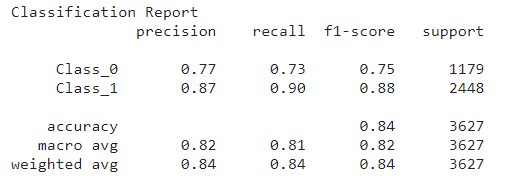 Classification Report
precision recall f1-score support
Class_0 0.77 0.73 0.75 1179
Class_1 0.87 0.90 0.88 2448
accuracy 0.84 3627
macro avg 0.82 0.81 0.82 3627
weighted avg 0.84 0.84 0.84 3627